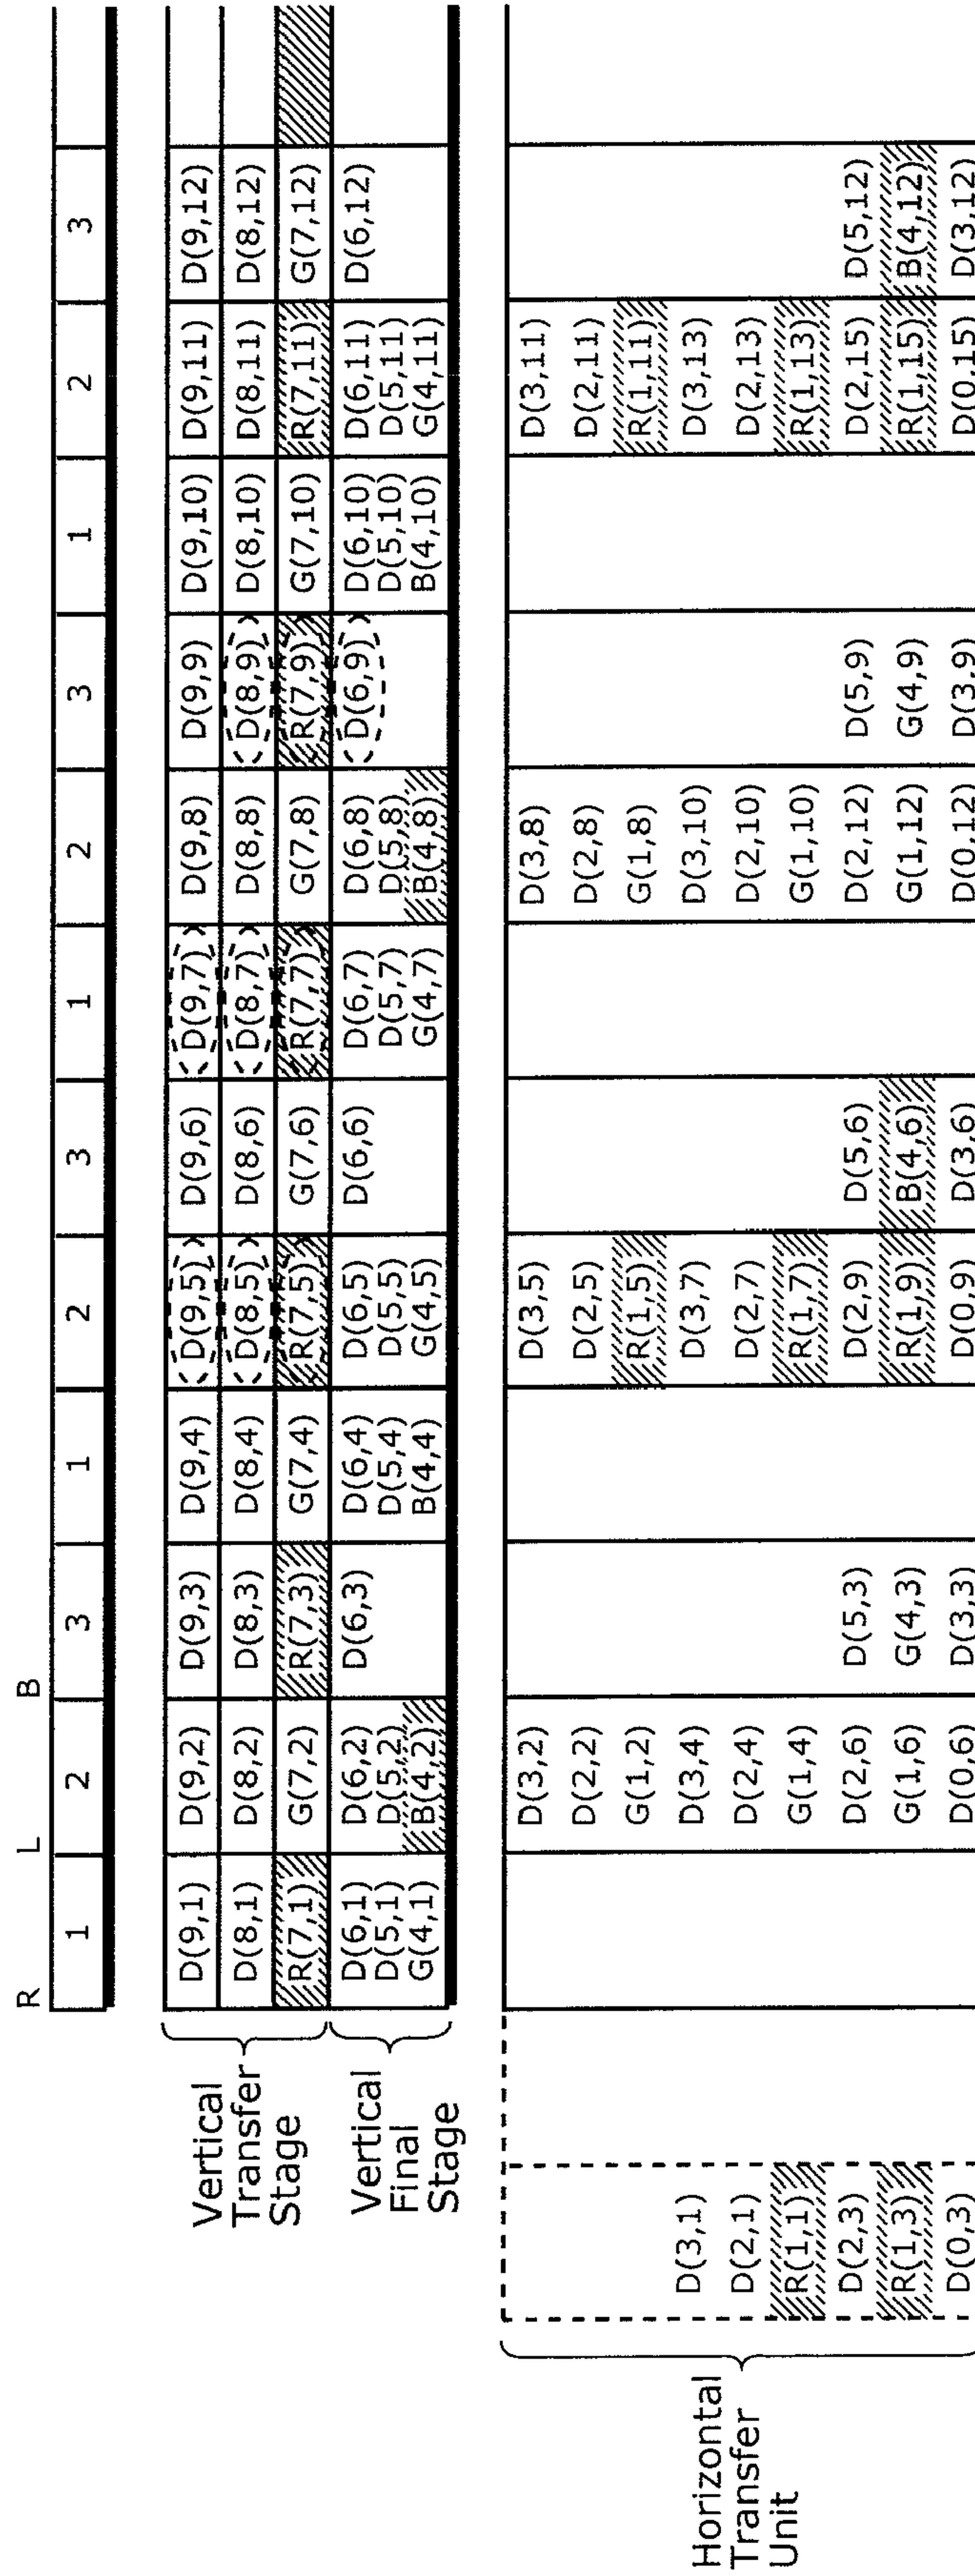 R L B
1 2 3 1 2 3 1 2 3 1 2 3
Vertical
Transfer
Stage
D(9,1) D(9,2) D(9,3) D(9,4) D(9,5) D(9,6) D(9,7) D(9,8) D(9,9) D(9,10) D(9,11) D(9,12)
D(8,1) D(8,2) D(8,3) D(8,4) D(8,5) D(8,6) D(8,7) D(8,8) D(8,9) D(8,10) D(8,11) D(8,12)
R(7,1) G(7,2) R(7,3) G(7,4) R(7,5) G(7,6) R(7,7) G(7,8) R(7,9) G(7,10) R(7,11) G(7,12)
Vertical
Final
Stage
D(6,1) D(6,2) D(6,3) D(6,4) D(6,5) D(6,6) D(6,7) D(6,8) D(6,9) D(6,10) D(6,11) D(6,12)
D(5,1) D(5,2) D(5,4) D(5,5) D(5,7) D(5,8) D(5,10) D(5,11)
G(4,1) B(4,2) B(4,4) G(4,5) G(4,7) B(4,8) B(4,10) G(4,11)
Horizontal
Transfer
Unit
D(3,2) D(3,5) D(3,8) D(3,11)
D(2,2) D(2,5) D(2,8) D(2,11)
G(1,2) R(1,5) G(1,8) R(1,11)
D(3,1) D(3,4) D(3,7) D(3,10) D(3,13)
D(2,1) D(2,4) D(2,7) D(2,10) D(2,13)
R(1,1) G(1,4) R(1,7) G(1,10) R(1,13)
D(2,3) D(2,6) D(5,3) D(2,9) D(5,6) D(2,12) D(5,9) D(2,15) D(5,12)
R(1,3) G(1,6) G(4,3) R(1,9) B(4,6) G(1,12) G(4,9) R(1,15) B(4,12)
D(0,3) D(0,6) D(3,3) D(0,9) D(3,6) D(0,12) D(3,9) D(0,15) D(3,12)